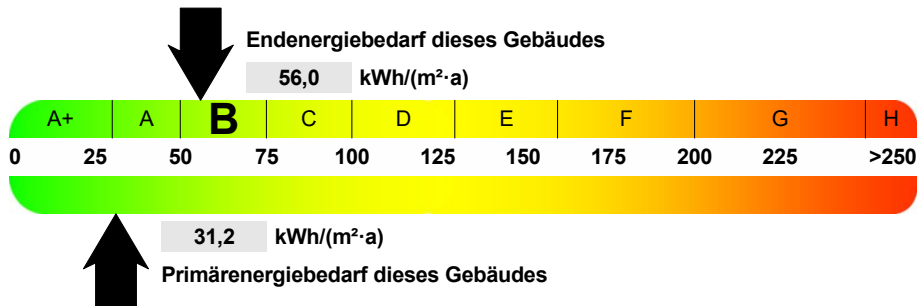 Endenergiebedarf dieses Gebäudes
56,0 kWh/(m²·a)
A+ A B C D E F G H
0 25 50 75 100 125 150 175 200 225 >250
31,2 kWh/(m²·a)
Primärenergiebedarf dieses Gebäudes